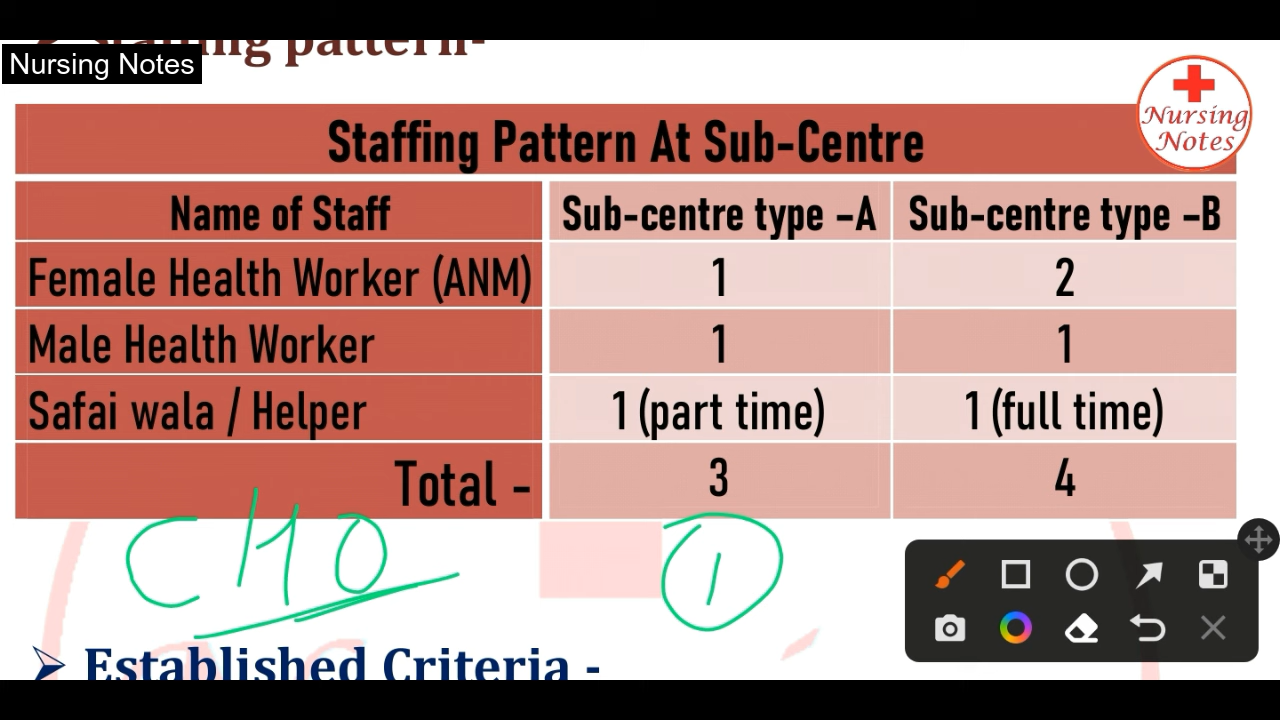 Staffing pattern-
Nursing Notes
Nursing
Notes
Staffing Pattern At Sub-Centre
Name of Staff Sub-centre type -A Sub-centre type -B
Female Health Worker (ANM) 1 2
Male Health Worker 1 1
Safai wala / Helper 1 (part time) 1 (full time)
Total - 3 4
CHO 1
➢ Established Criteria -